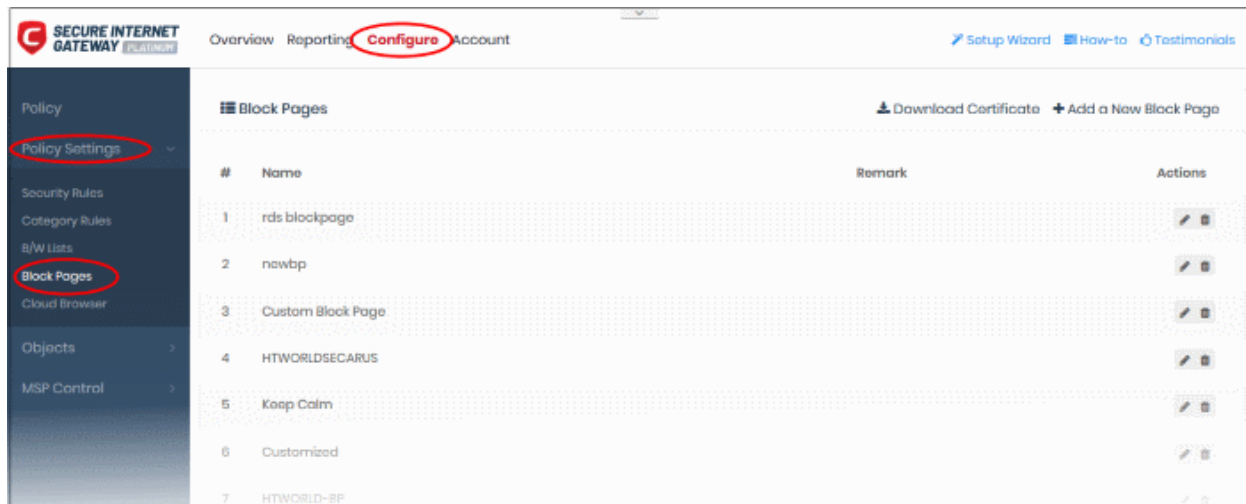 SECURE INTERNET
GATEWAY PLATINUM
Overview Reporting Configure Account
Setup Wizard How-to Testimonials
Policy
Policy Settings
Security Rules
Category Rules
B/W Lists
Block Pages
Cloud Browser
Objects
MSP Control
Block Pages
Download Certificate Add a New Block Page
# Name Remark Actions
1 rds blockpage
2 newbp
3 Custom Block Page
4 HTWORLDSECARUS
5 Keep Calm
6 Customized
7 HTWORLD-BP